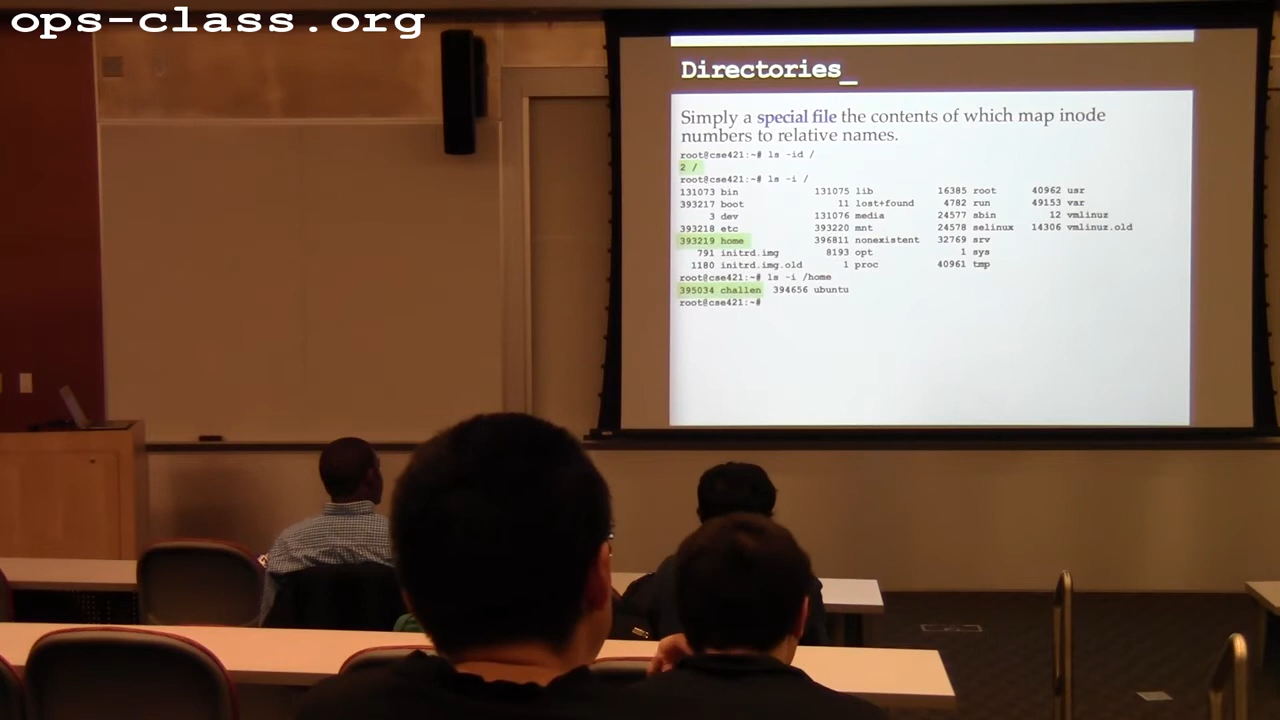 ops-class.org
Directories_
Simply a special file the contents of which map inode
numbers to relative names.
root@cse421:~# ls -id /
2 /
root@cse421:~# ls -i /
131073 bin 131075 lib 16385 root 40962 usr
393217 boot 11 lost+found 4782 run 49153 var
3 dev 131076 media 24577 sbin 12 vmlinuz
393218 etc 393220 mnt 24578 selinux 14306 vmlinuz.old
393219 home 396811 nonexistent 32769 srv
791 initrd.img 8193 opt 1 sys
1180 initrd.img.old 1 proc 40961 tmp
root@cse421:~# ls -i /home
395034 challen 394656 ubuntu
root@cse421:~#